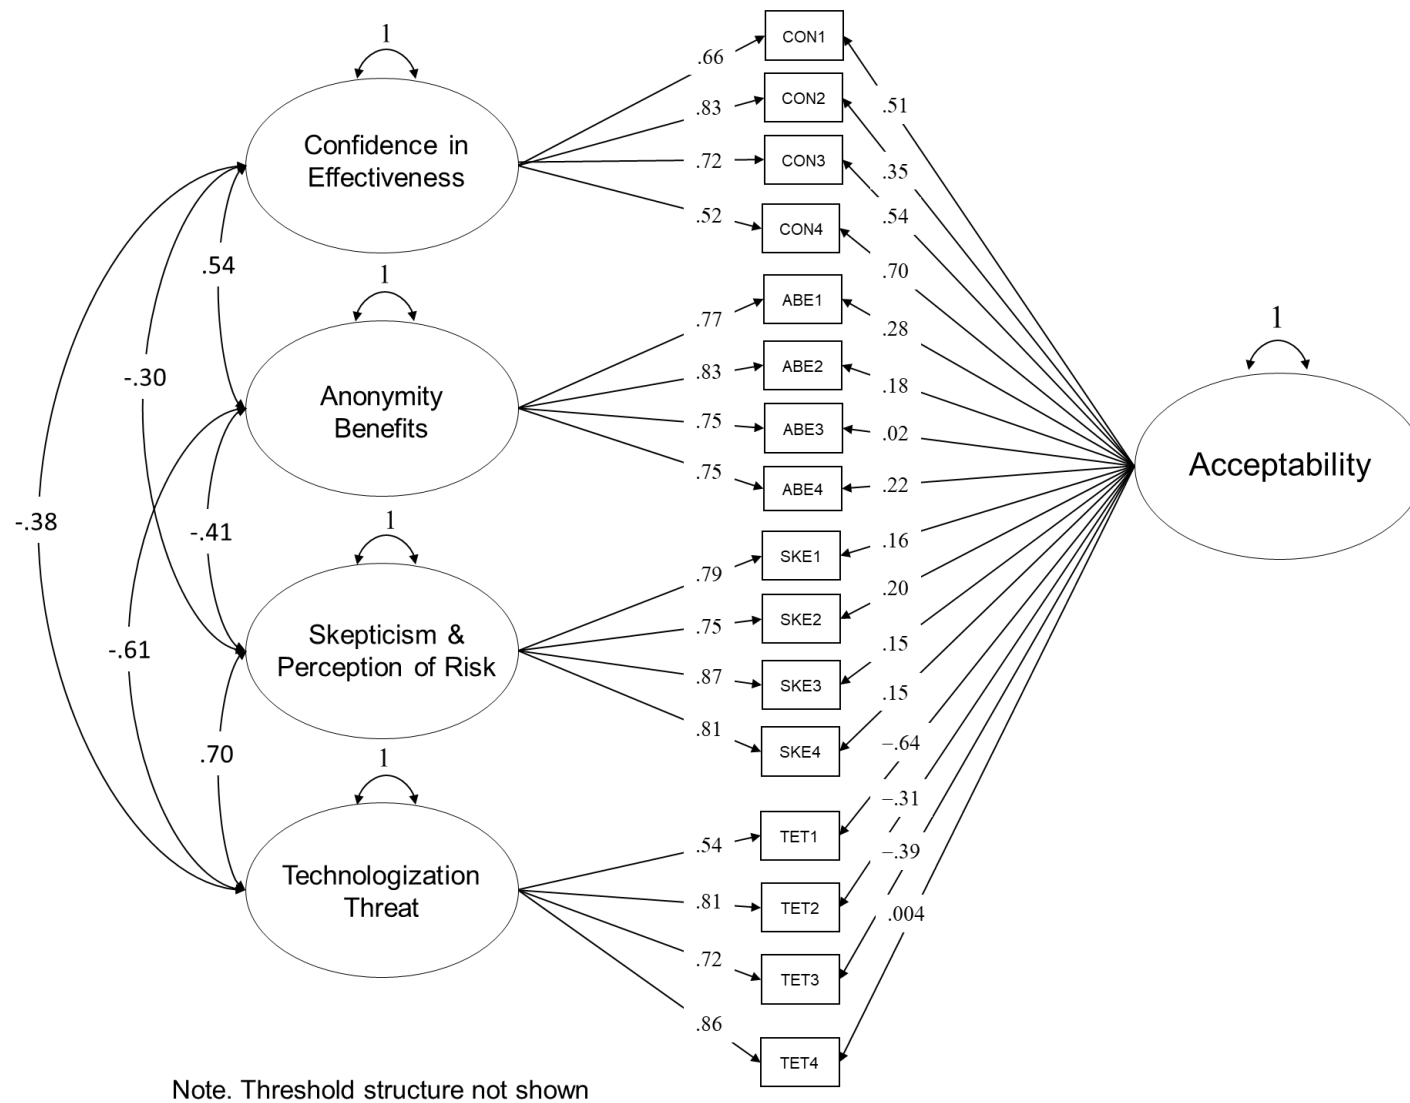 1
Confidence in
Effectiveness
1
Anonymity
Benefits
1
Skepticism &
Perception of Risk
1
Technologization
Threat
.54
-.30
-.38
-.41
-.61
.70
.66
.83
.72
.52
.77
.83
.75
.75
.79
.75
.87
.81
.54
.81
.72
.86
CON1
CON2
CON3
CON4
ABE1
ABE2
ABE3
ABE4
SKE1
SKE2
SKE3
SKE4
TET1
TET2
TET3
TET4
.51
.35
.54
.70
.28
.18
.02
.22
.16
.20
.15
.15
–.64
–.31
–.39
.004
1
Acceptability
Note. Threshold structure not shown